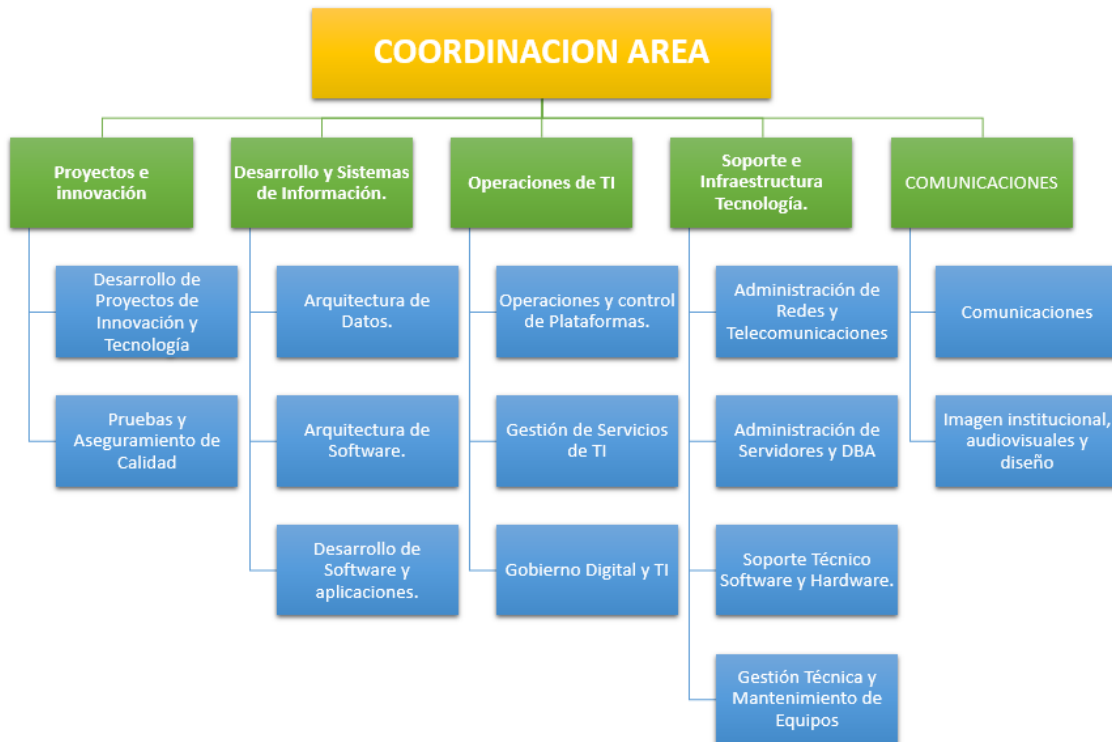 COORDINACION AREA
Proyectos e
innovación
Desarrollo de
Proyectos de
Innovación y
Tecnología
Pruebas y
Aseguramiento de
Calidad
Desarrollo y Sistemas
de Información.
Arquitectura de
Datos.
Arquitectura de
Software.
Desarrollo de
Software y
aplicaciones.
Operaciones de TI
Operaciones y control
de Plataformas.
Gestión de Servicios
de TI
Gobierno Digital y TI
Soporte e
Infraestructura
Tecnología.
Administración de
Redes y
Telecomunicaciones
Administración de
Servidores y DBA
Soporte Técnico
Software y Hardware.
Gestión Técnica y
Mantenimiento de
Equipos
COMUNICACIONES
Comunicaciones
Imagen institucional,
audiovisuales y
diseño